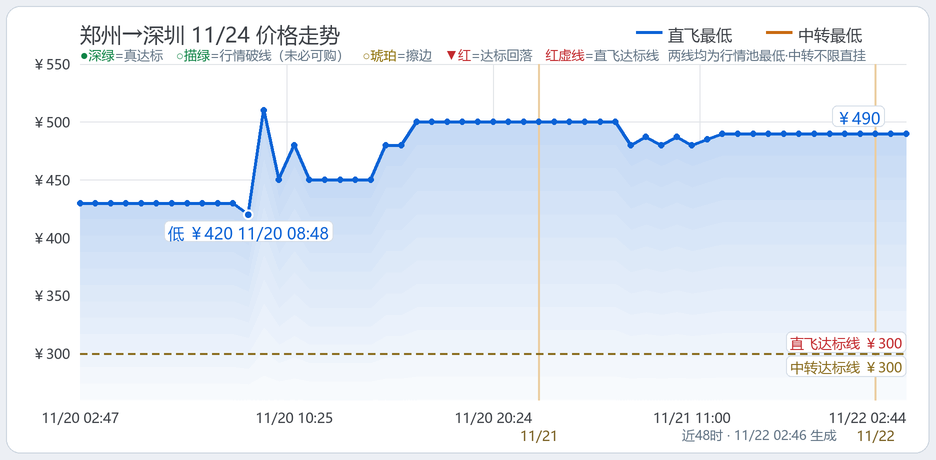 郑州→深圳 11/24 价格走势
直飞最低
中转最低
●深绿=真达标 ○描绿=行情破线（未必可购） ○琥珀=擦边 ▼红=达标回落 红虚线=直飞达标线 两线均为行情池最低·中转不限直挂
￥550
￥500
￥450
￥400
￥350
￥300
￥490
低 ￥420 11/20 08:48
直飞达标线 ￥300
中转达标线 ￥300
11/20 02:47
11/20 10:25
11/20 20:24
11/21 11:00
11/22 02:44
11/21
近48时 · 11/22 02:46 生成
11/22